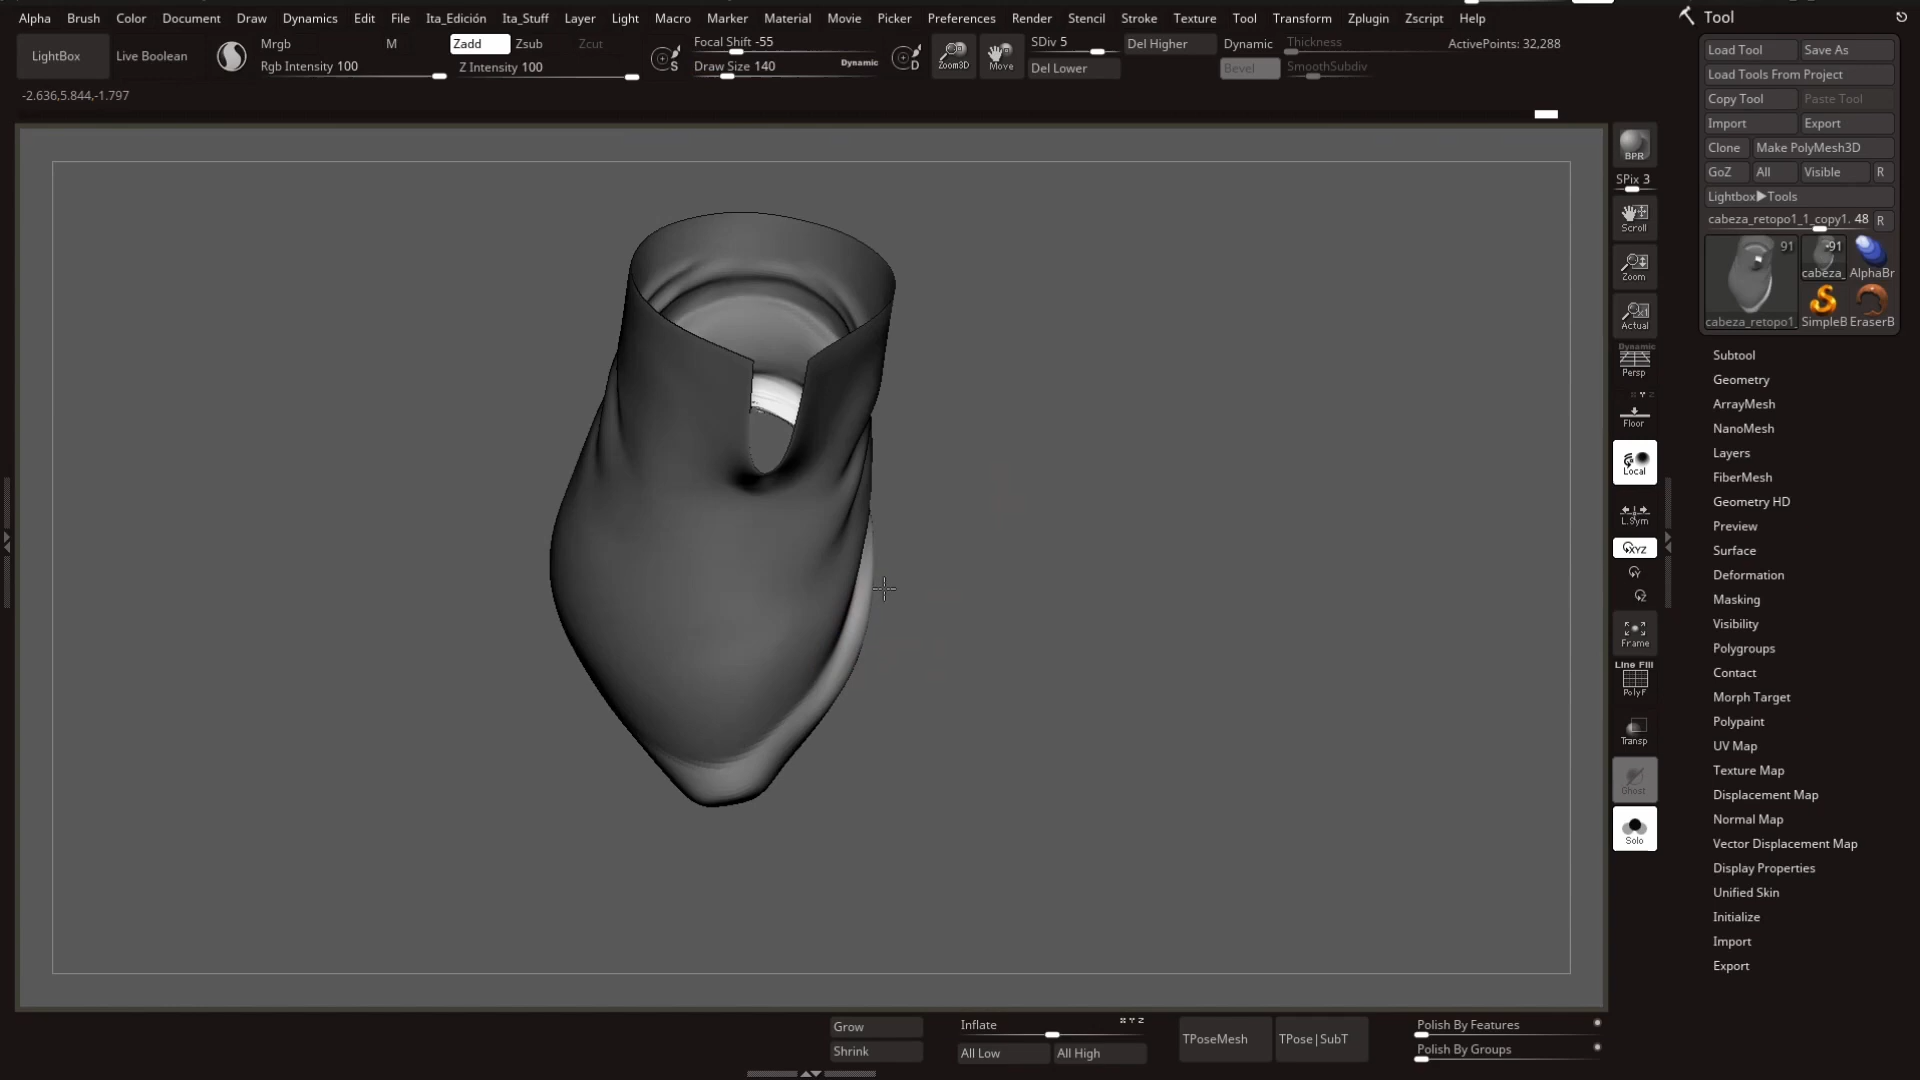 Alpha Brush Color Document Draw Dynamics Edit File Ita_Edición Ita_Stuff Layer Light Macro Marker Material Movie Picker Preferences Render Stencil Stroke Texture Tool Transform Zplugin Zscript Help
Tool
LightBox
Live Boolean
Mrgb
M
Rgb Intensity 100
Zadd
Zsub
Zcut
Z Intensity 100
S
Focal Shift -55
Draw Size 140
Dynamic
D
Zoom3D
Move
SDiv 5
Del Lower
Del Higher
Dynamic
Bevel
Thickness
SmoothSubdiv
ActivePoints: 32,288
-2.636,5.844,-1.797
Load Tool
Save As
Load Tools From Project
Copy Tool
Paste Tool
Import
Export
Clone
Make PolyMesh3D
GoZ
All
Visible
R
Lightbox▶Tools
cabeza_retopo1_1_copy1. 48
R
91
91
cabeza_
AlphaBr
cabeza_retopo1_
SimpleB
EraserB
BPR
SPix 3
Scroll
Zoom
Actual
Dynamic
Persp
Floor
Local
L.Sym
XYZ
Y
Z
Frame
Line Fill
PolyF
Transp
Ghost
Solo
Subtool
Geometry
ArrayMesh
NanoMesh
Layers
FiberMesh
Geometry HD
Preview
Surface
Deformation
Masking
Visibility
Polygroups
Contact
Morph Target
Polypaint
UV Map
Texture Map
Displacement Map
Normal Map
Vector Displacement Map
Display Properties
Unified Skin
Initialize
Import
Export
Grow
Shrink
Inflate
X Y Z
All Low
All High
TPoseMesh
TPose|SubT
Polish By Features
Polish By Groups